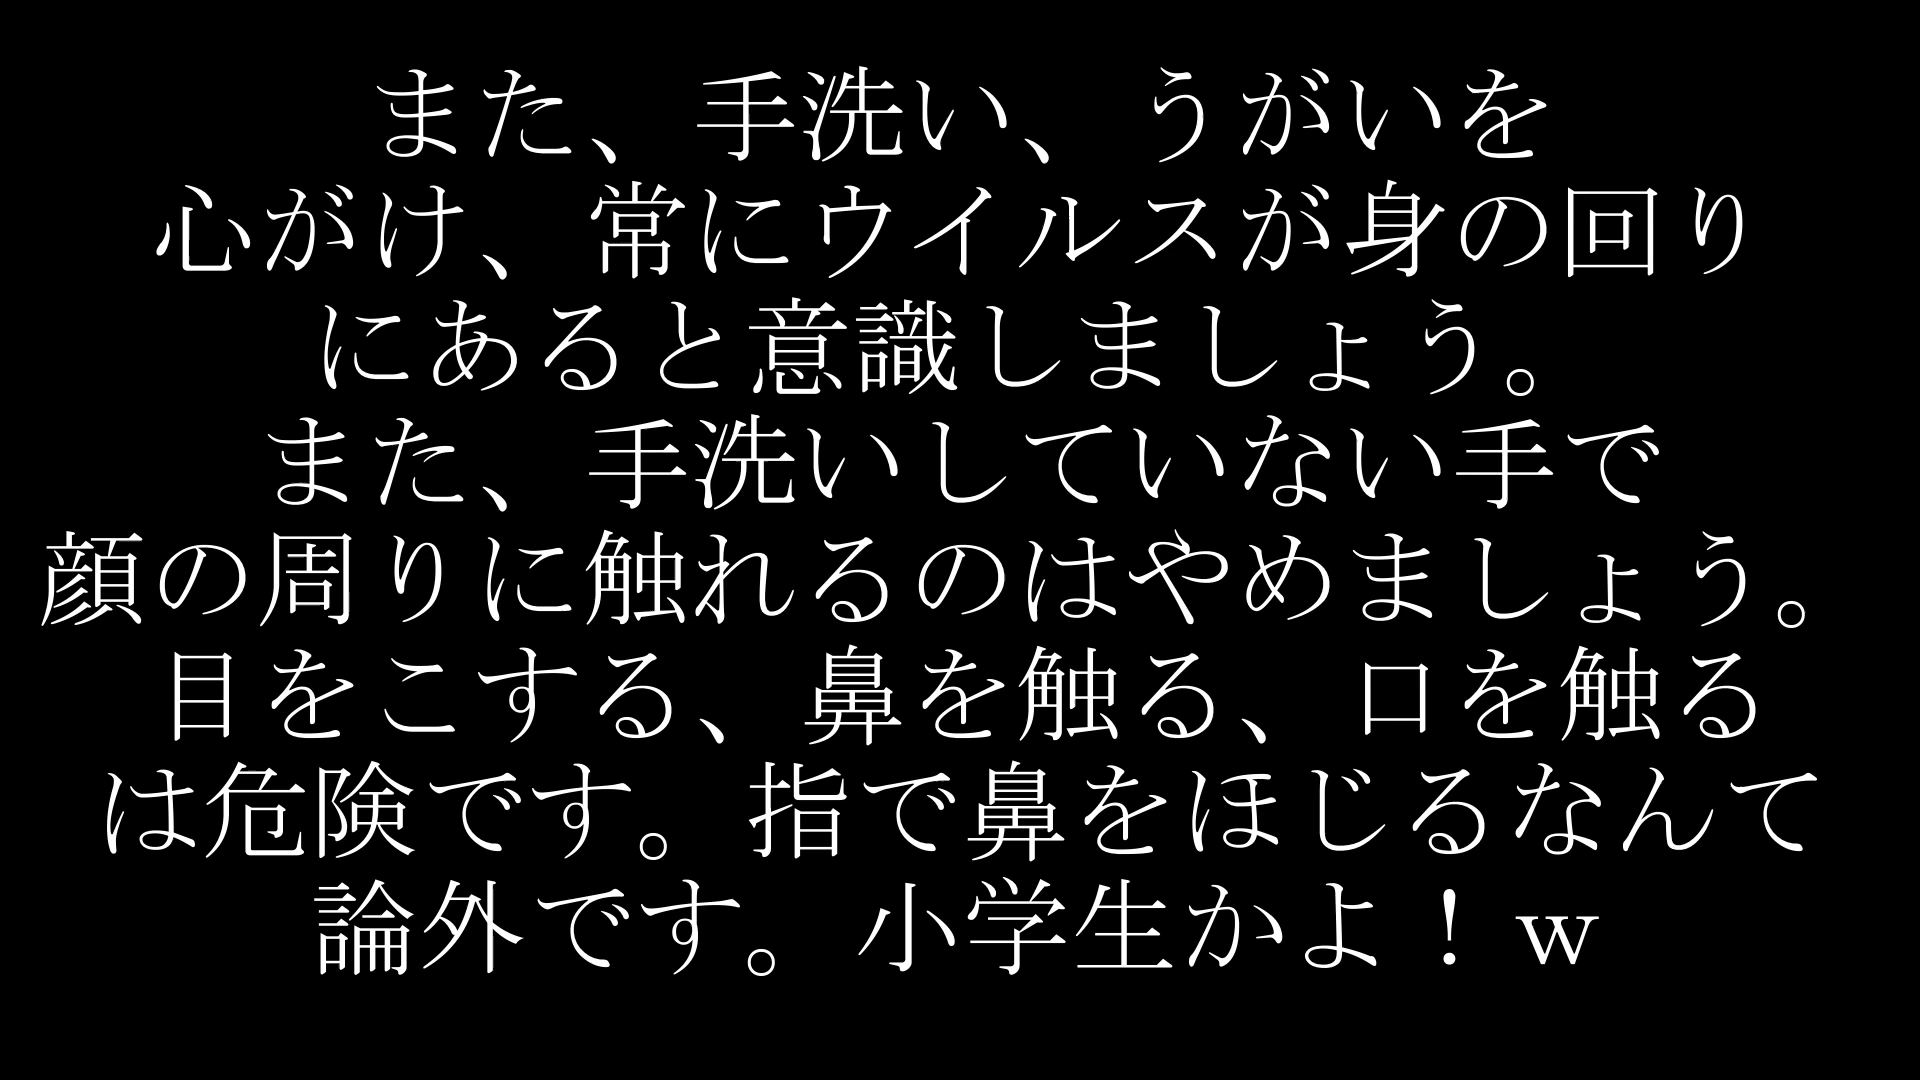 また、手洗い、うがいを
心がけ、常にウイルスが身の回り
にあると意識しましょう。
また、手洗いしていない手で
顔の周りに触れるのはやめましょう。
目をこする、鼻を触る、口を触る
は危険です。指で鼻をほじるなんて
論外です。小学生かよ！w